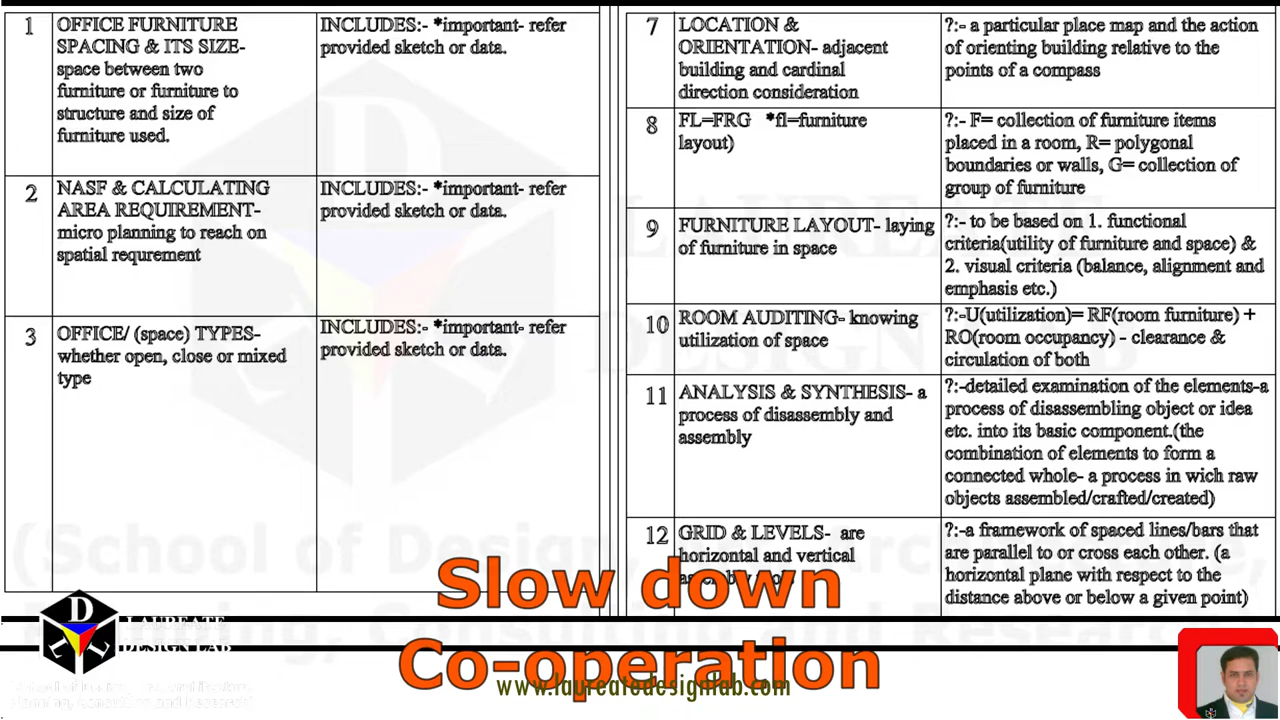 1
OFFICE FURNITURE
SPACING & ITS SIZE-
space between two
furniture or furniture to
structure and size of
furniture used.
INCLUDES:- *important- refer
provided sketch or data.
2
NASF & CALCULATING
AREA REQUIREMENT-
micro planning to reach on
spatial requrement
INCLUDES:- *important- refer
provided sketch or data.
3
OFFICE/ (space) TYPES-
whether open, close or mixed
type
INCLUDES:- *important- refer
provided sketch or data.
7
LOCATION &
ORIENTATION- adjacent
building and cardinal
direction consideration
?:- a particular place map and the action
of orienting building relative to the
points of a compass
8
FL=FRG *fl=furniture
layout)
?:- F= collection of furniture items
placed in a room, R= polygonal
boundaries or walls, G= collection of
group of furniture
9
FURNITURE LAYOUT- laying
of furniture in space
?:- to be based on 1. functional
criteria(utility of furniture and space) &
2. visual criteria (balance, alignment and
emphasis etc.)
10
ROOM AUDITING- knowing
utilization of space
?:-U(utilization)= RF(room furniture) +
RO(room occupancy) - clearance &
circulation of both
11
ANALYSIS & SYNTHESIS- a
process of disassembly and
assembly
?:-detailed examination of the elements-a
process of disassembling object or idea
etc. into its basic component.(the
combination of elements to form a
connected whole- a process in wich raw
objects assembled/crafted/created)
12
GRID & LEVELS- are
horizontal and vertical
?:-a framework of spaced lines/bars that
are parallel to or cross each other. (a
horizontal plane with respect to the
distance above or below a given point)
Slow down
Co-operation
www.laureatedesignlab.com
D
L L
LAUREATE
DESIGN LAB